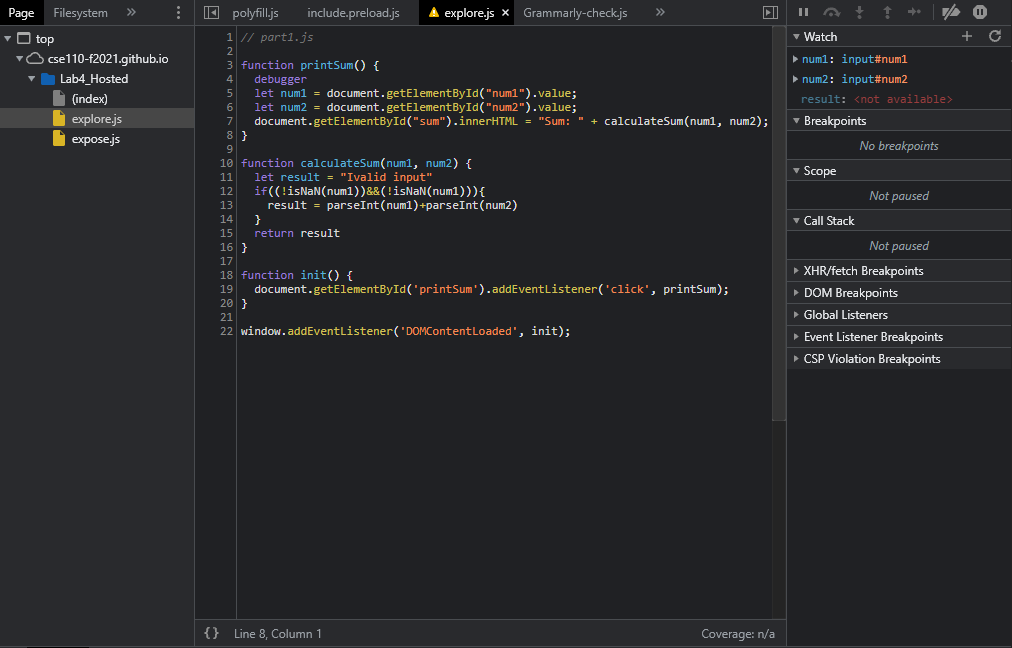 Page Filesystem »
top
cse110-f2021.github.io
Lab4_Hosted
(index)
explore.js
expose.js
polyfill.js include.preload.js explore.js × Grammarly-check.js »
1 // part1.js
2
3 function printSum() {
4 debugger
5 let num1 = document.getElementById("num1").value;
6 let num2 = document.getElementById("num2").value;
7 document.getElementById("sum").innerHTML = "Sum: " + calculateSum(num1, num2);
8 }
9
10 function calculateSum(num1, num2) {
11 let result = "Ivalid input"
12 if((!isNaN(num1))&&(!isNaN(num1))){
13 result = parseInt(num1)+parseInt(num2)
14 }
15 return result
16 }
17
18 function init() {
19 document.getElementById('printSum').addEventListener('click', printSum);
20 }
21
22 window.addEventListener('DOMContentLoaded', init);
{} Line 8, Column 1 Coverage: n/a
Watch
num1: input#num1
num2: input#num2
result: <not available>
Breakpoints
No breakpoints
Scope
Not paused
Call Stack
Not paused
XHR/fetch Breakpoints
DOM Breakpoints
Global Listeners
Event Listener Breakpoints
CSP Violation Breakpoints